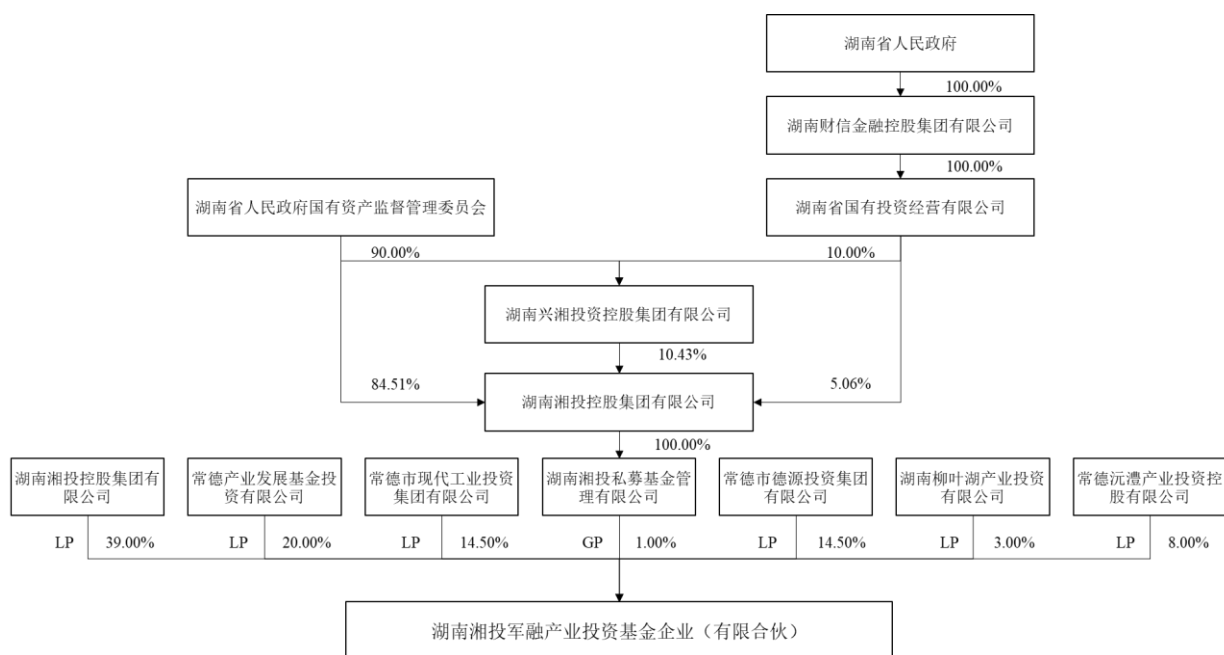 湖南省人民政府
100.00%
湖南财信金融控股集团有限公司
100.00%
湖南省人民政府国有资产监督管理委员会
湖南省国有投资经营有限公司
90.00%
10.00%
湖南兴湘投资控股集团有限公司
10.43%
84.51%
5.06%
湖南湘投控股集团有限公司
100.00%
湖南湘投控股集团有
限公司
常德产业发展基金投
资有限公司
常德市现代工业投资
集团有限公司
湖南湘投私募基金管
理有限公司
常德市德源投资集团
有限公司
湖南柳叶湖产业投资
有限公司
常德沅澧产业投资控
股有限公司
LP 39.00%
LP 20.00%
LP 14.50%
GP 1.00%
LP 14.50%
LP 3.00%
LP 8.00%
湖南湘投军融产业投资基金企业（有限合伙）